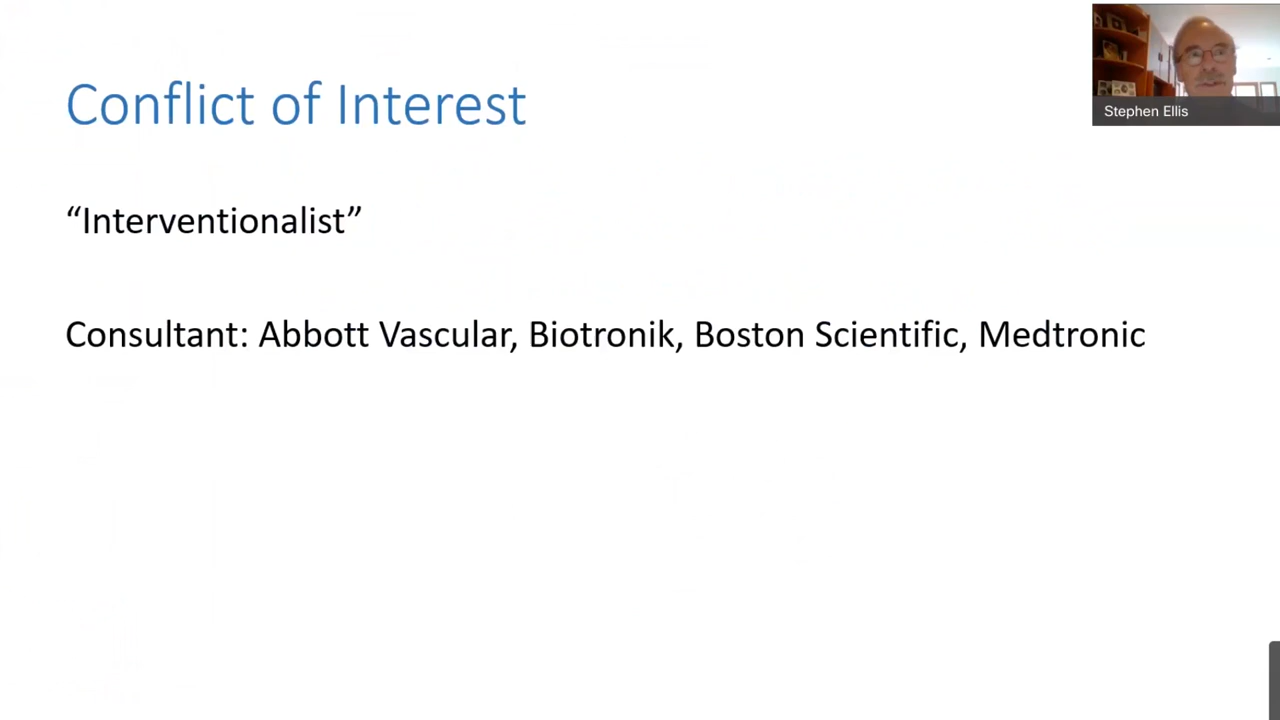 Conflict of Interest
Stephen Ellis
“Interventionalist”
Consultant: Abbott Vascular, Biotronik, Boston Scientific, Medtronic